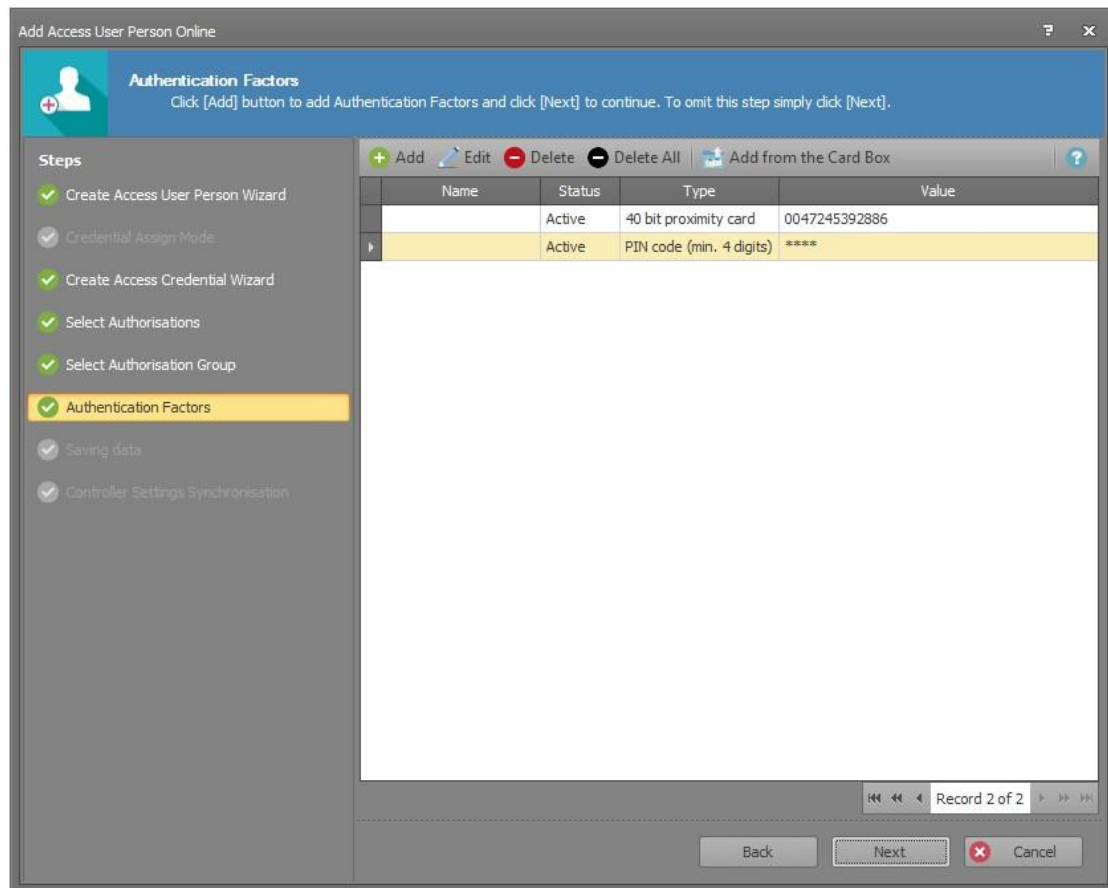 Add Access User Person Online
Authentication Factors
Click [Add] button to add Authentication Factors and click [Next] to continue. To omit this step simply click [Next].
Steps
Create Access User Person Wizard
Credential Assign Mode
Create Access Credential Wizard
Select Authorisations
Select Authorisation Group
Authentication Factors
Saving data
Controller Settings Synchronisation
Add Edit Delete Delete All Add from the Card Box
Name Status Type Value
Active 40 bit proximity card 0047245392886
Active PIN code (min. 4 digits) ****
Record 2 of 2
Back Next Cancel